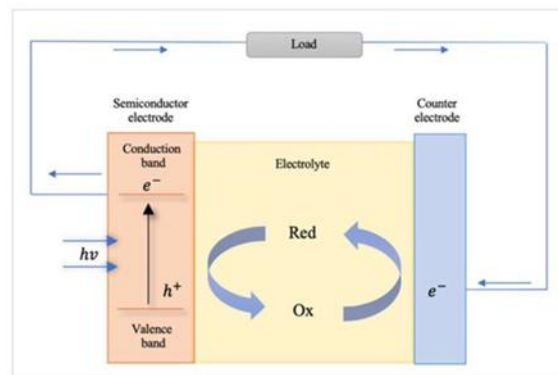 Load
Semiconductor
electrode
Counter
electrode
Conduction
band
e⁻
Electrolyte
Red
hν
h⁺
Ox
e⁻
Valence
band